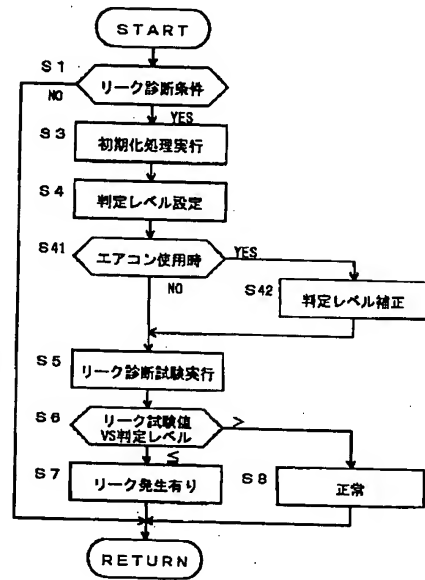 START
S1
リーク診断条件
NO
YES
S3
初期化処理実行
S4
判定レベル設定
S41
エアコン使用時
YES
NO
S42
判定レベル補正
S5
リーク診断試験実行
S6
リーク試験値
VS判定レベル
>
≤
S7
リーク発生有り
S8
正常
RETURN